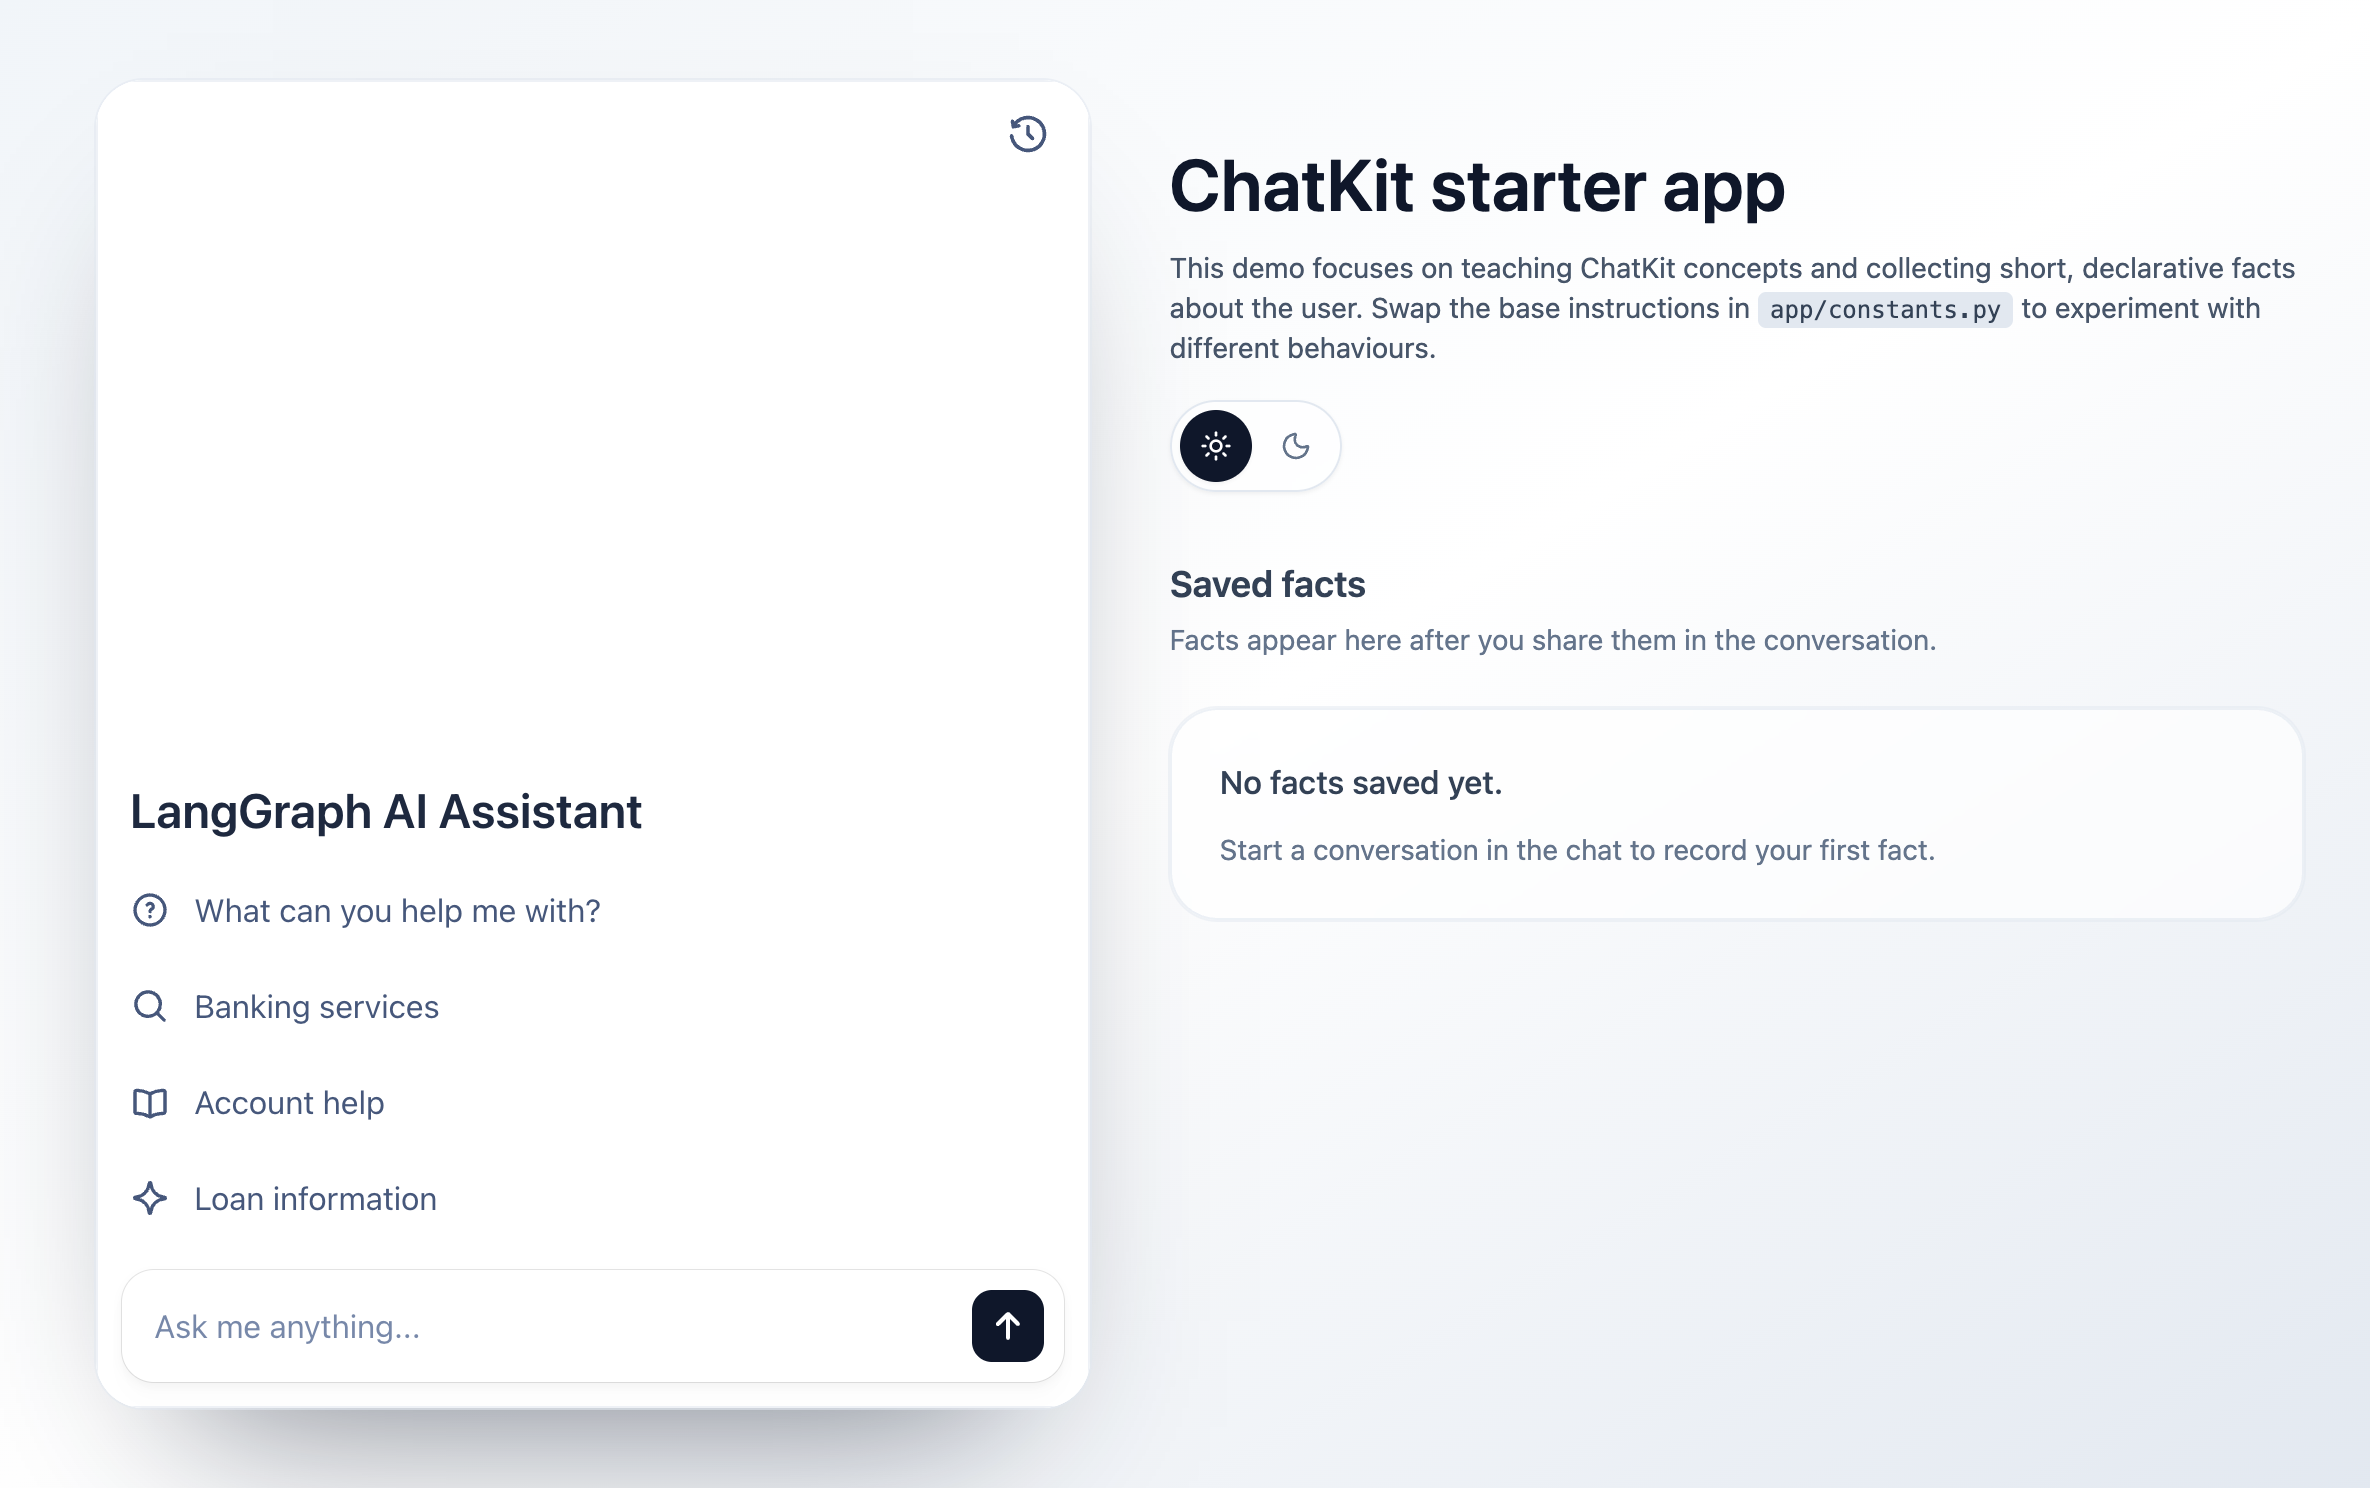 LangGraph AI Assistant
What can you help me with?
Banking services
Account help
Loan information
Ask me anything...
ChatKit starter app
This demo focuses on teaching ChatKit concepts and collecting short, declarative facts
about the user. Swap the base instructions in app/constants.py to experiment with
different behaviours.
Saved facts
Facts appear here after you share them in the conversation.
No facts saved yet.
Start a conversation in the chat to record your first fact.